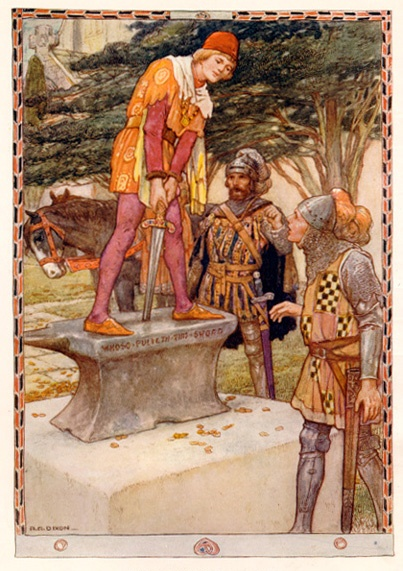 WHOSO · PULLETH · THIS · SWORD
A.A. DIXON